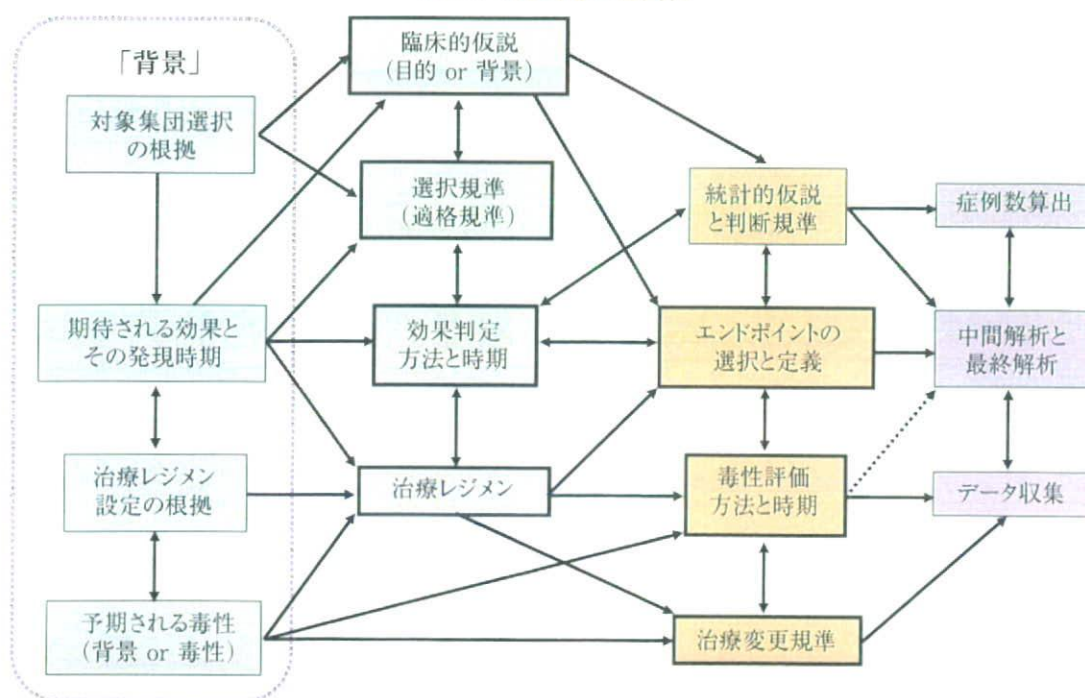 「背景」
対象集団選択
の根拠
期待される効果と
その発現時期
治療レジメン
設定の根拠
予期される毒性
(背景 or 毒性)
臨床的仮説
(目的 or 背景)
選択規準
(適格規準)
効果判定
方法と時期
治療レジメン
統計的仮説
と判断規準
エンドポイントの
選択と定義
毒性評価
方法と時期
治療変更規準
症例数算出
中間解析と
最終解析
データ収集